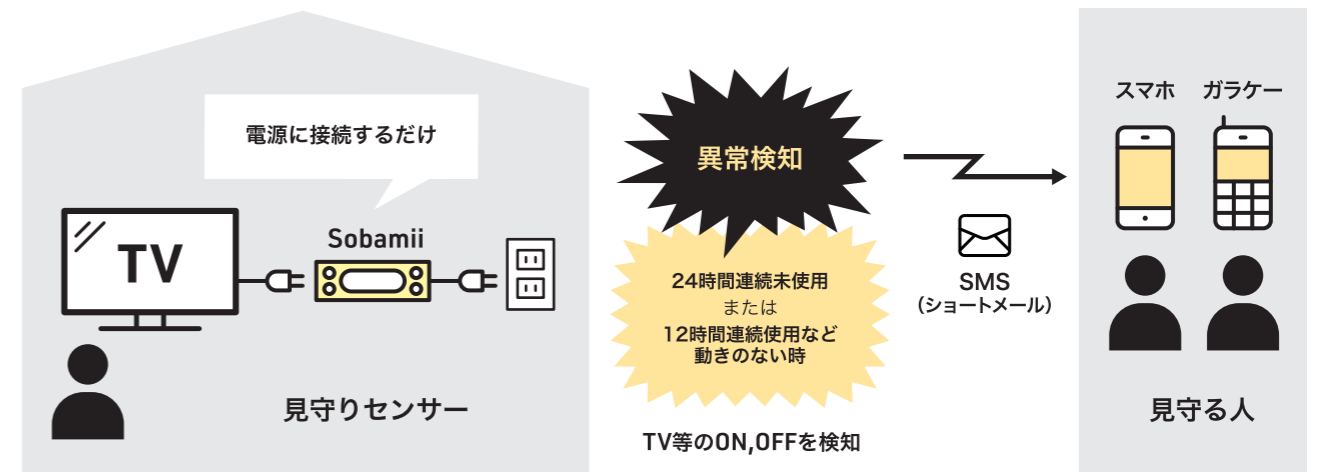 電源に接続するだけ
TV
Sobamii
見守りセンサー
異常検知
24時間連続未使用
または
12時間連続使用など
動きのない時
TV等のON,OFFを検知
SMS
（ショートメール）
スマホ ガラケー
見守る人